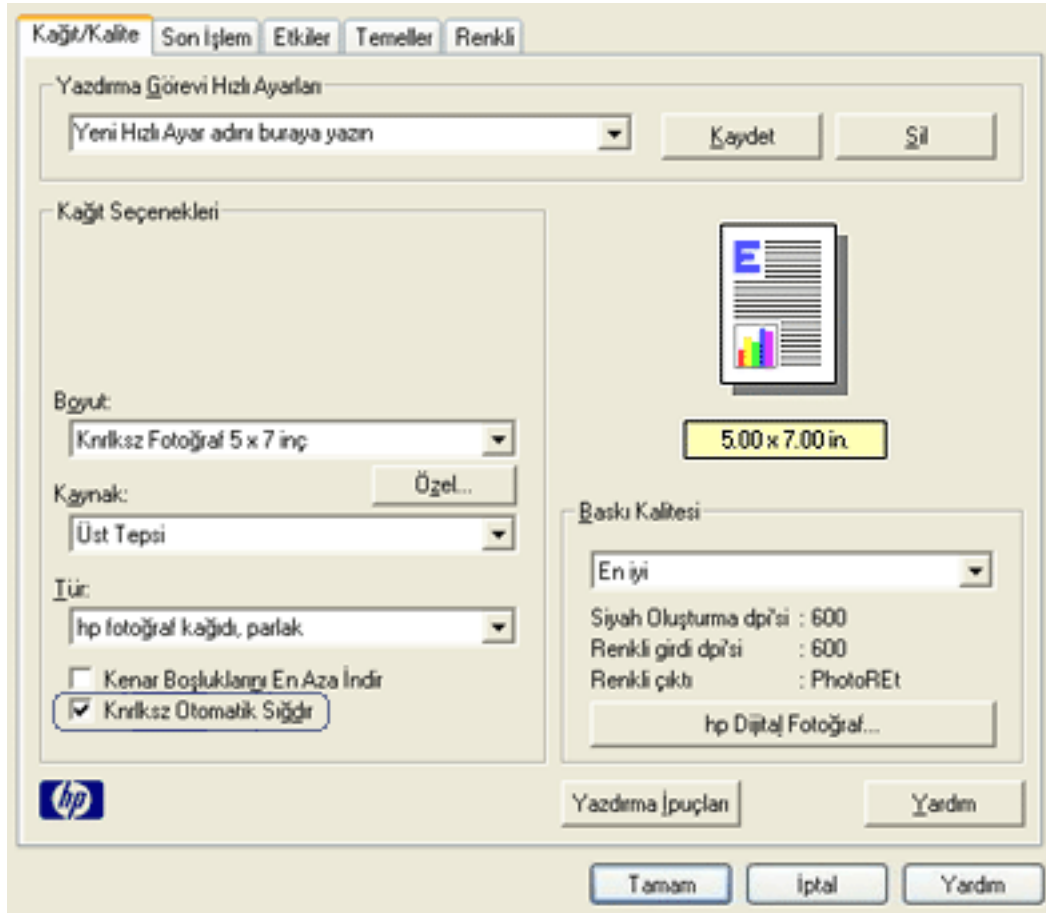 Kağıt/Kalite Son İşlem Etkiler Temeller Renkli
Yazdırma Görevi Hızlı Ayarları
Yeni Hızlı Ayar adını buraya yazın
Kaydet
Sil
Kağıt Seçenekleri
E
Boyut:
Knrlksz Fotoğraf 5 x 7 inç
5.00 x 7.00 in.
Özel...
Kaynak:
Üst Tepsi
Tür:
hp fotoğraf kağıdı, parlak
Kenar Boşluklarını En Aza İndir
Knrlksz Otomatik Sığdır
Baskı Kalitesi
En iyi
Siyah Oluşturma dpi'si : 600
Renkli girdi dpi'si : 600
Renkli çıktı : PhotoREt
hp Dijital Fotoğraf...
hp
Yazdırma İpuçları
Yardım
Tamam
İptal
Yardım